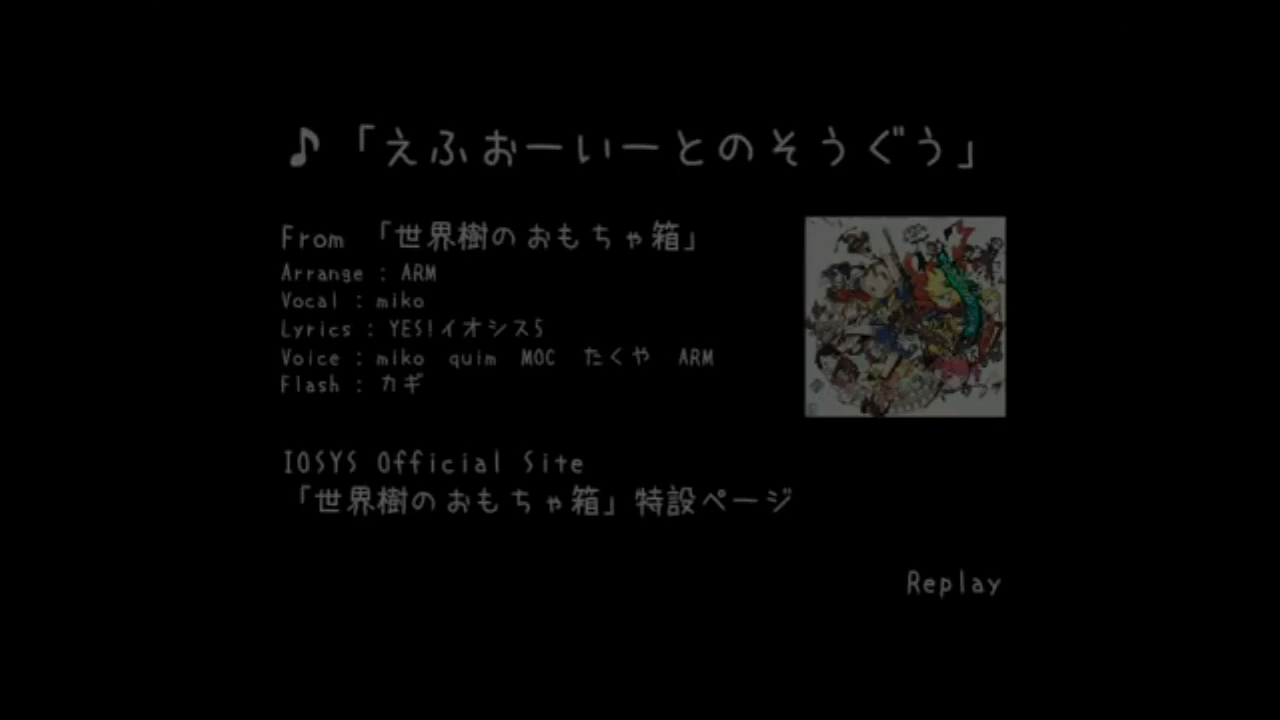 ♪「えふおーいーとのそうぐう」
From 「世界樹のおもちゃ箱」
Arrange : ARM
Vocal : miko
Lyrics : YES!イオシス5
Voice : miko quim MOC たくや ARM
Flash : カギ
IOSYS Official Site
「世界樹のおもちゃ箱」特設ページ
Replay